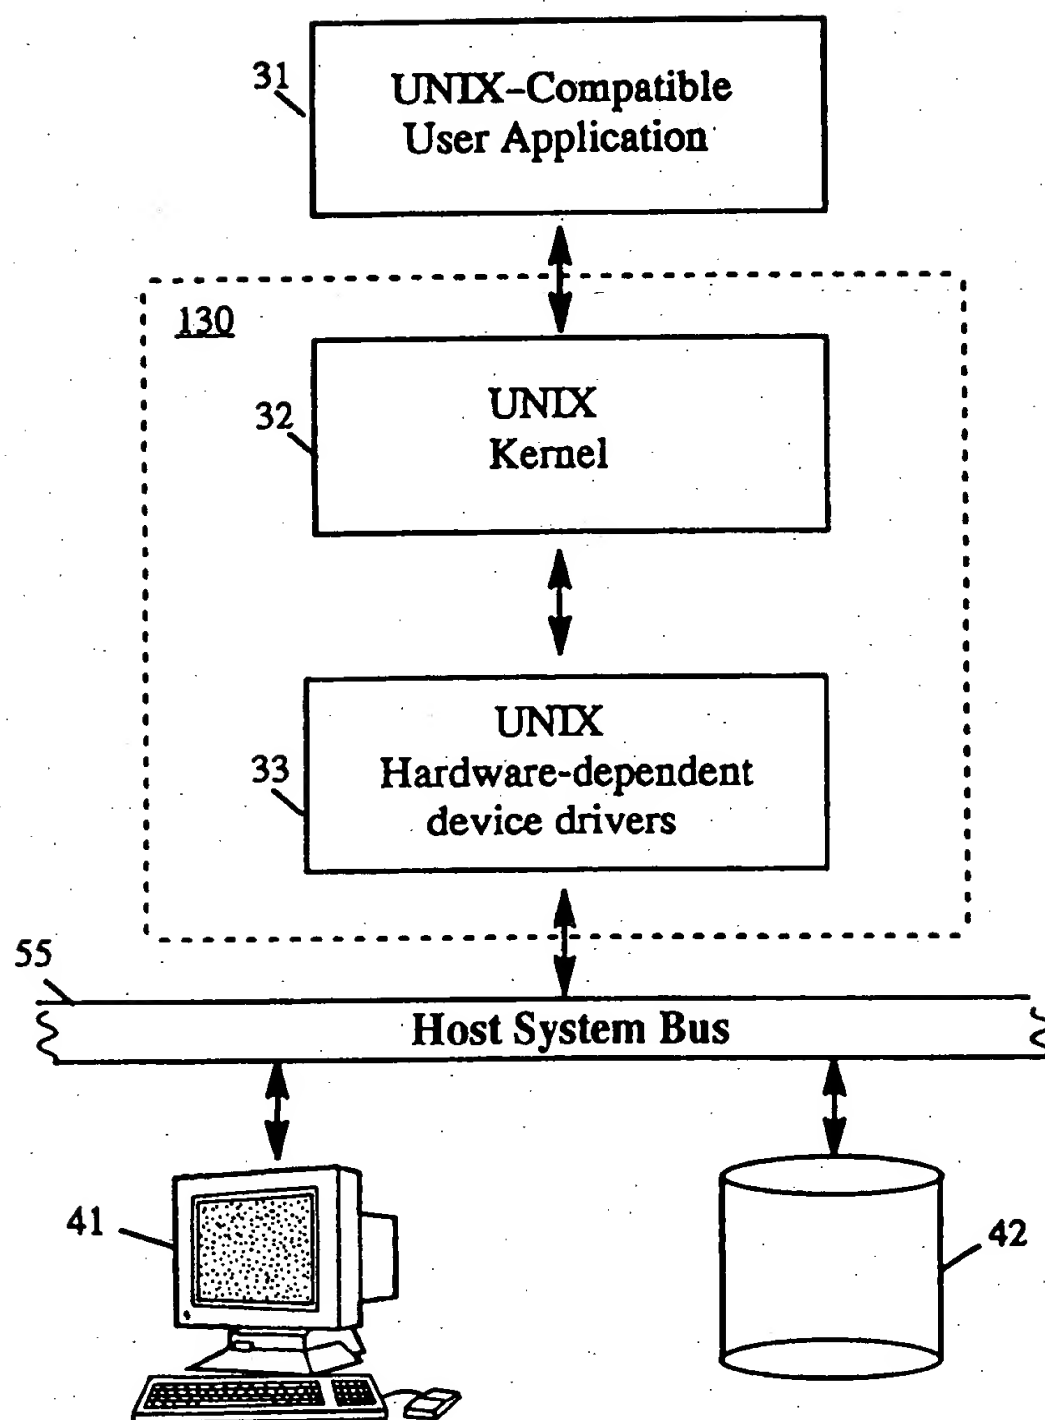 31
UNIX-Compatible
User Application
130
32
UNIX
Kernel
33
UNIX
Hardware-dependent
device drivers
55
Host System Bus
41
42